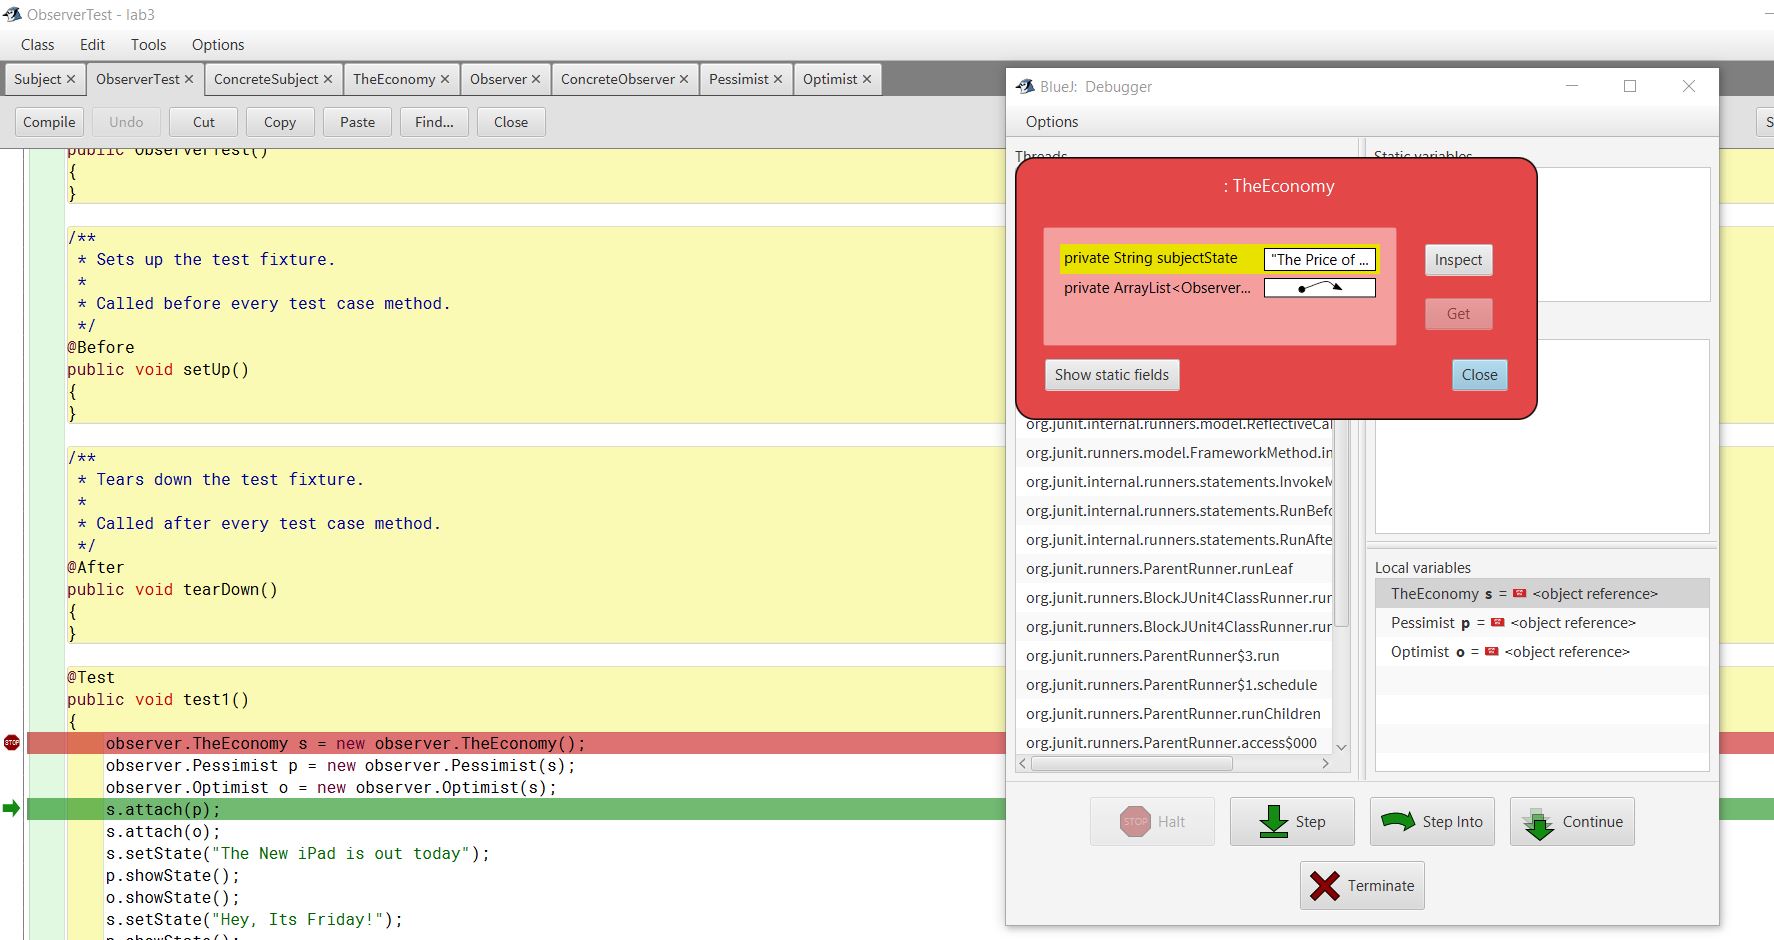 ObserverTest - lab3
Class Edit Tools Options
Subject × ObserverTest × ConcreteSubject × TheEconomy × Observer × ConcreteObserver × Pessimist × Optimist ×
Compile Undo Cut Copy Paste Find... Close
public ObserverTest()
{
}
/**
* Sets up the test fixture.
*
* Called before every test case method.
*/
@Before
public void setUp()
{
}
/**
* Tears down the test fixture.
*
* Called after every test case method.
*/
@After
public void tearDown()
{
}
@Test
public void test1()
{
STOP
observer.TheEconomy s = new observer.TheEconomy();
observer.Pessimist p = new observer.Pessimist(s);
observer.Optimist o = new observer.Optimist(s);
s.attach(p);
s.attach(o);
s.setState("The New iPad is out today");
p.showState();
o.showState();
s.setState("Hey, Its Friday!");
p.showState();
BlueJ: Debugger
Options
Threads
Static variables
: TheEconomy
private String subjectState "The Price of ...
private ArrayList<Observer...
Inspect
Get
Show static fields
Close
org.junit.internal.runners.model.ReflectiveCal
org.junit.runners.model.FrameworkMethod.in
org.junit.internal.runners.statements.InvokeM
org.junit.internal.runners.statements.RunBefo
org.junit.internal.runners.statements.RunAfte
org.junit.runners.ParentRunner.runLeaf
org.junit.runners.BlockJUnit4ClassRunner.rur
org.junit.runners.BlockJUnit4ClassRunner.rur
org.junit.runners.ParentRunner$3.run
org.junit.runners.ParentRunner$1.schedule
org.junit.runners.ParentRunner.runChildren
org.junit.runners.ParentRunner.access$000
Local variables
TheEconomy s = <object reference>
Pessimist p = <object reference>
Optimist o = <object reference>
STOP Halt
Step
Step Into
Continue
Terminate
S